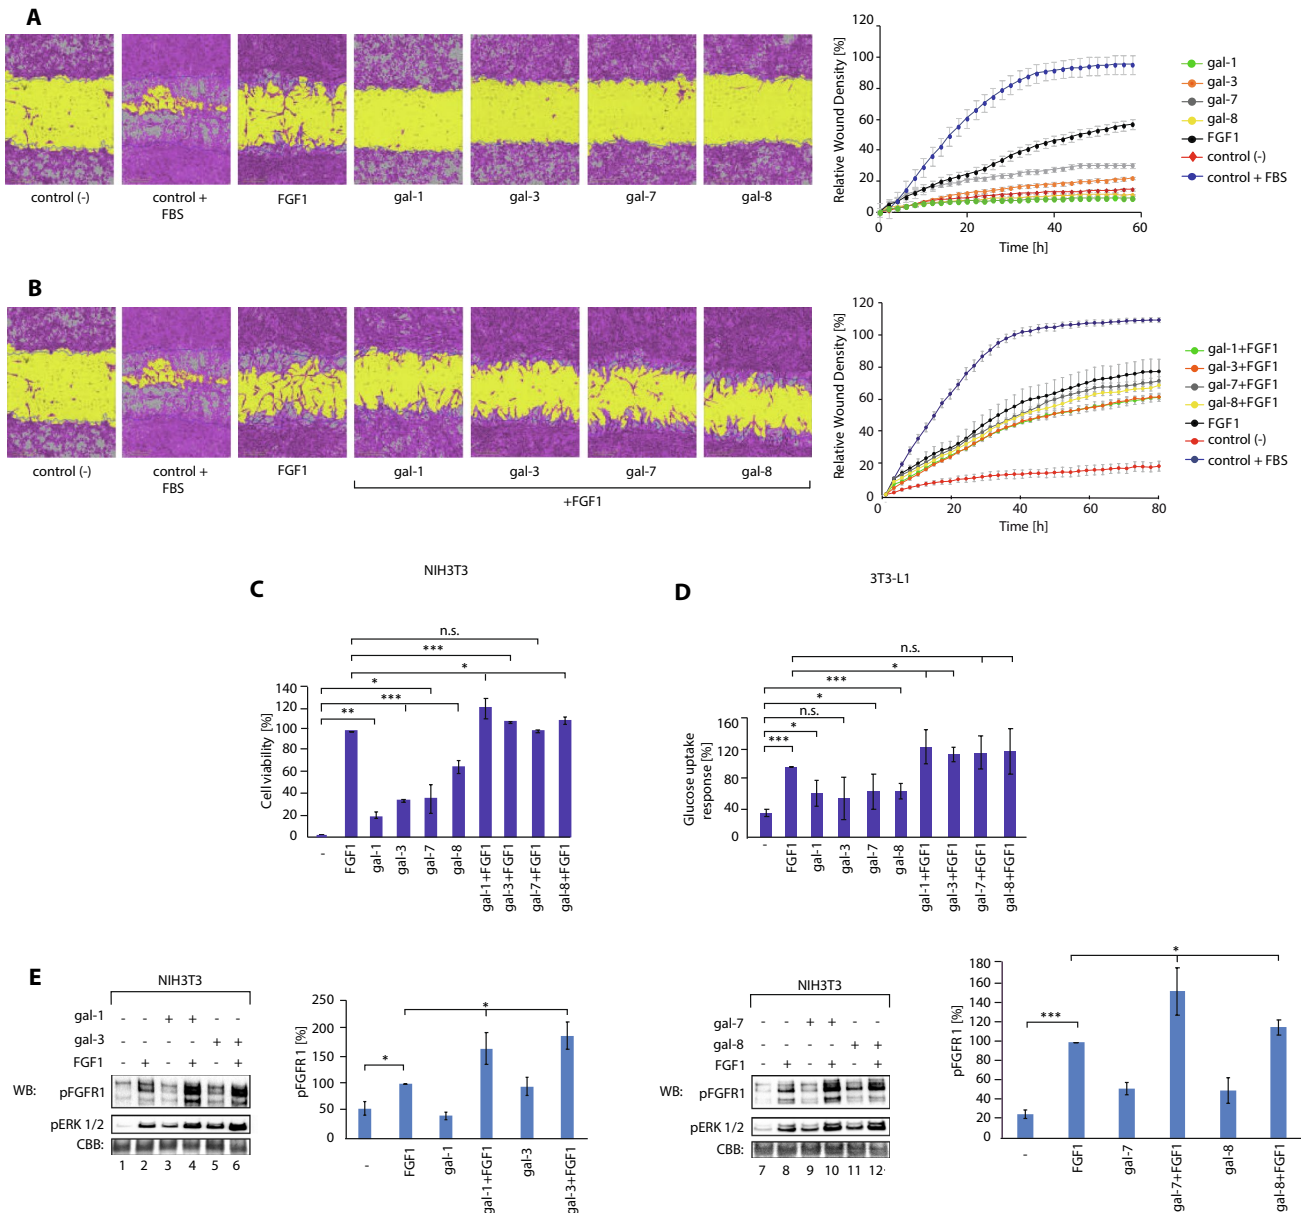 A
control (-)
control +
FBS
FGF1
gal-1
gal-3
gal-7
gal-8
Relative Wound Density [%]
120
100
80
60
40
20
0
20
40
60
Time [h]
gal-1
gal-3
gal-7
gal-8
FGF1
control (-)
control + FBS
B
control (-)
control +
FBS
FGF1
gal-1
gal-3
gal-7
gal-8
+FGF1
Relative Wound Density [%]
120
100
80
60
40
20
0
0
20
40
60
80
Time [h]
gal-1+FGF1
gal-3+FGF1
gal-7+FGF1
gal-8+FGF1
FGF1
control (-)
control + FBS
C
NIH3T3
n.s.
***
*
*
***
**
Cell viability [%]
140
120
100
80
60
40
20
0
-
FGF1
gal-1
gal-3
gal-7
gal-8
gal-1+FGF1
gal-3+FGF1
gal-7+FGF1
gal-8+FGF1
D
3T3-L1
n.s.
*
***
*
n.s.
*
***
Glucose uptake
response [%]
160
120
80
40
0
-
FGF1
gal-1
gal-3
gal-7
gal-8
gal-1+FGF1
gal-3+FGF1
gal-7+FGF1
gal-8+FGF1
E
NIH3T3
gal-1 - - + + - -
gal-3 - - - - + +
FGF1 - + - + - +
WB: pFGFR1
pERK 1/2
CBB:
1 2 3 4 5 6
pFGFR 1 [%]
250
200
150
100
50
0
*
*
-
FGF1
gal-1
gal-1+FGF1
gal-3
gal-3+FGF1
NIH3T3
gal-7 - - + + - -
gal-8 - - - - + +
FGF1 - + - + - +
WB: pFGFR1
pERK 1/2
CBB:
7 8 9 10 11 12
pFGFR 1 [%]
180
160
140
120
100
80
60
40
20
0
***
*
-
FGF1
gal-7
gal-7+FGF1
gal-8
gal-8+FGF1